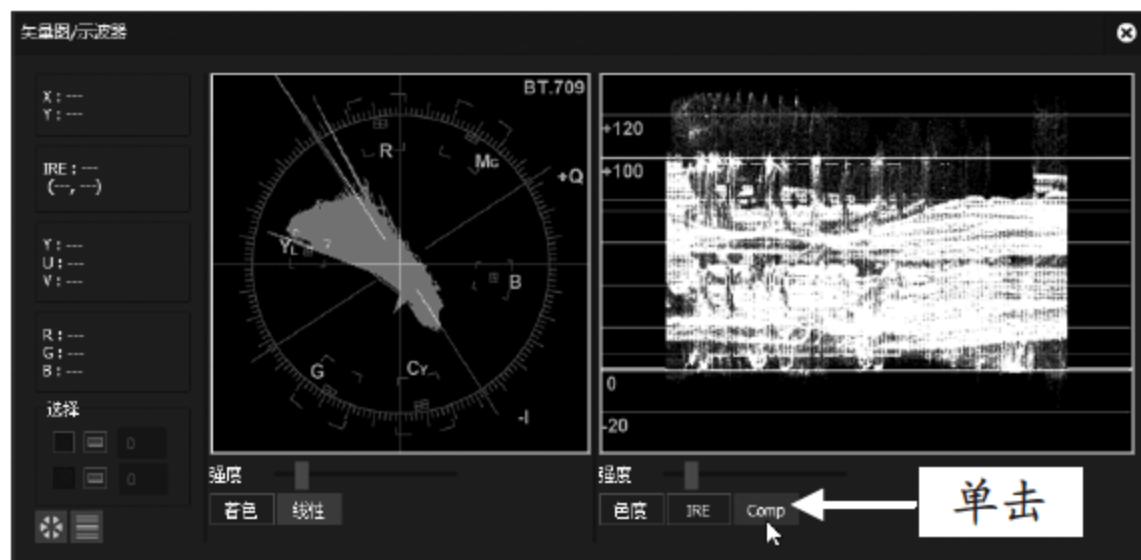 矢量图/示波器
X：---
Y：---
IRE：---
(---, ---)
Y：---
U：---
V：---
R：---
G：---
B：---
选择
0
0
BT.709
R
MG
+Q
YL
B
G
CY
-I
强度
着色
线性
+120
+100
0
-20
强度
色度
IRE
Comp
单击